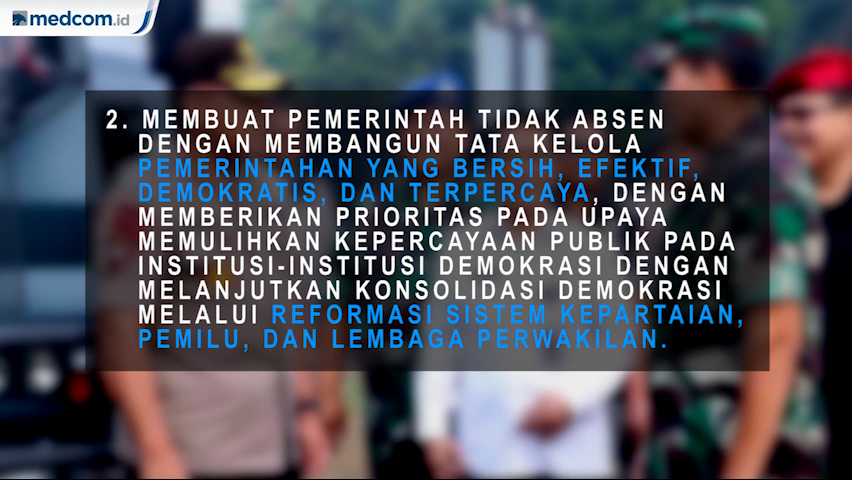 medcom.id
2. MEMBUAT PEMERINTAH TIDAK ABSEN
DENGAN MEMBANGUN TATA KELOLA
PEMERINTAHAN YANG BERSIH, EFEKTIF,
DEMOKRATIS, DAN TERPERCAYA, DENGAN
MEMBERIKAN PRIORITAS PADA UPAYA
MEMULIHKAN KEPERCAYAAN PUBLIK PADA
INSTITUSI-INSTITUSI DEMOKRASI DENGAN
MELANJUTKAN KONSOLIDASI DEMOKRASI
MELALUI REFORMASI SISTEM KEPARTAIAN,
PEMILU, DAN LEMBAGA PERWAKILAN.